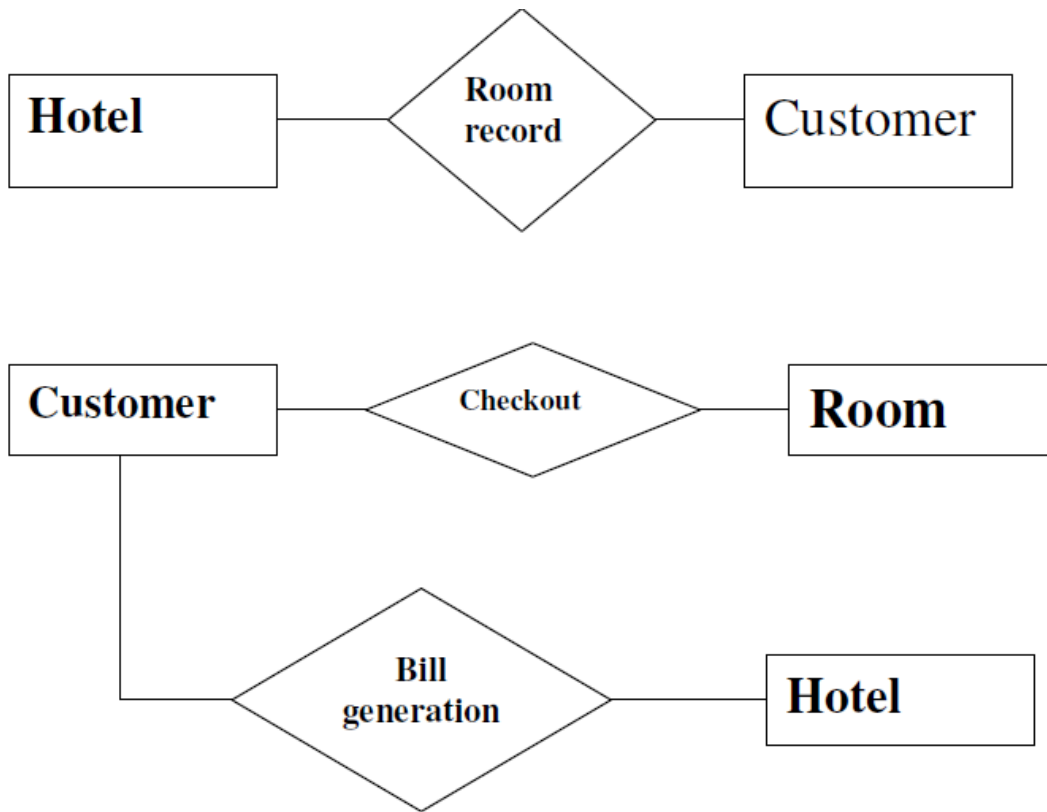 Hotel
Room
record
Customer
Customer
Checkout
Room
Bill
generation
Hotel